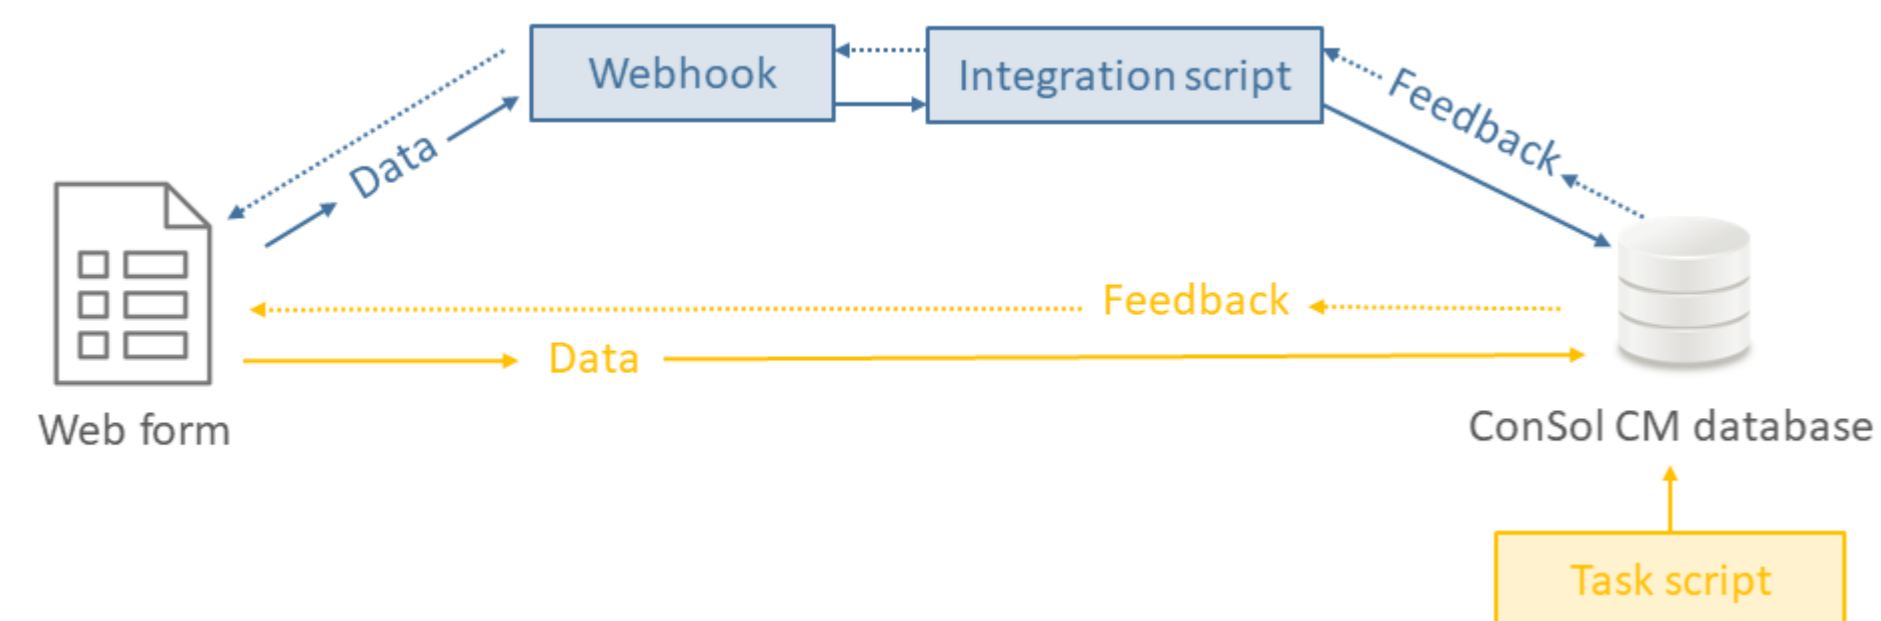 Webhook
Integration script
Feedback
Data
Feedback
Data
Web form
ConSol CM database
Task script